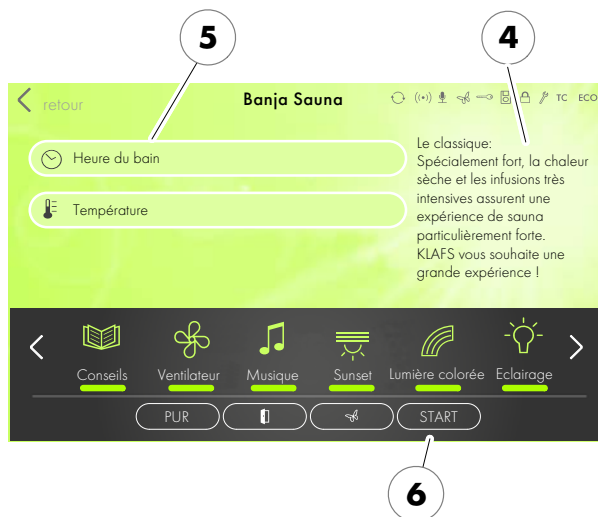 5
4
retour
Banja Sauna
TC ECO
Heure du bain
Température
Le classique:
Spécialement fort, la chaleur
sèche et les infusions très
intensives assurent une
expérience de sauna
particulièrement forte.
KLAFS vous souhaite une
grande expérience !
Conseils
Ventilateur
Musique
Sunset
Lumière colorée
Eclairage
PUR
START
6